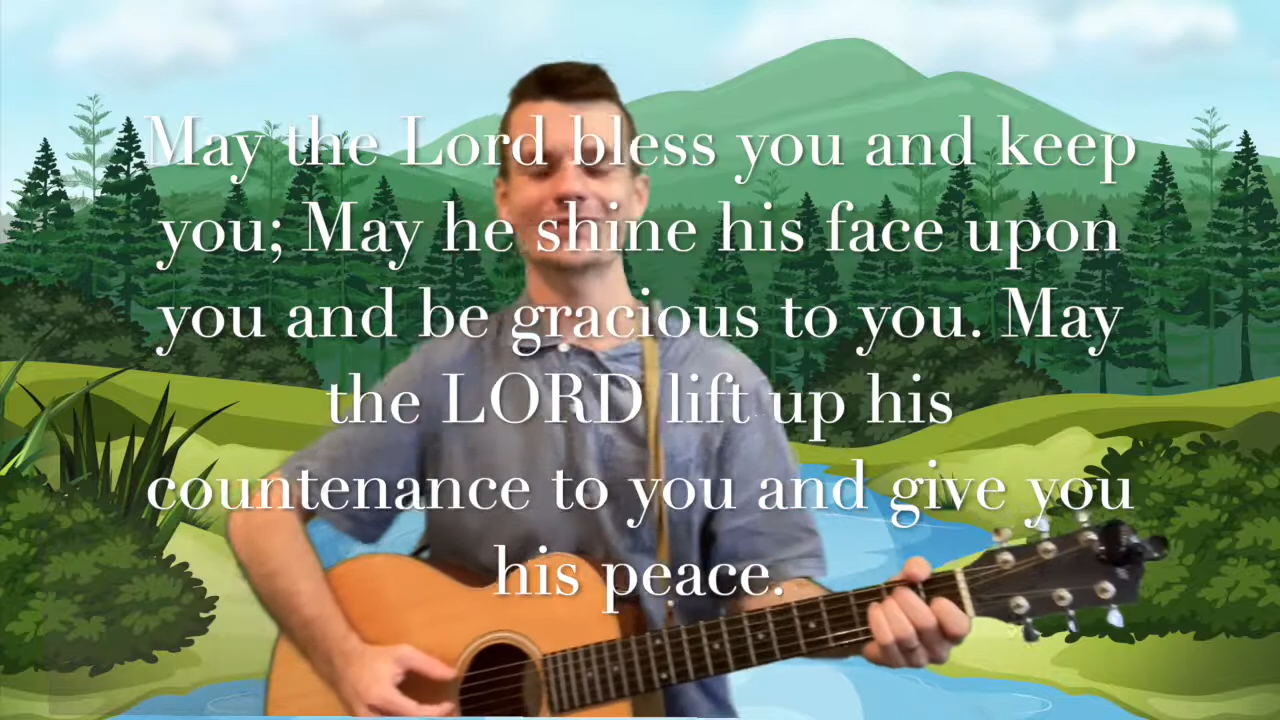 May the Lord bless you and keep
you; May he shine his face upon
you and be gracious to you. May
the LORD lift up his
countenance to you and give you
his peace.